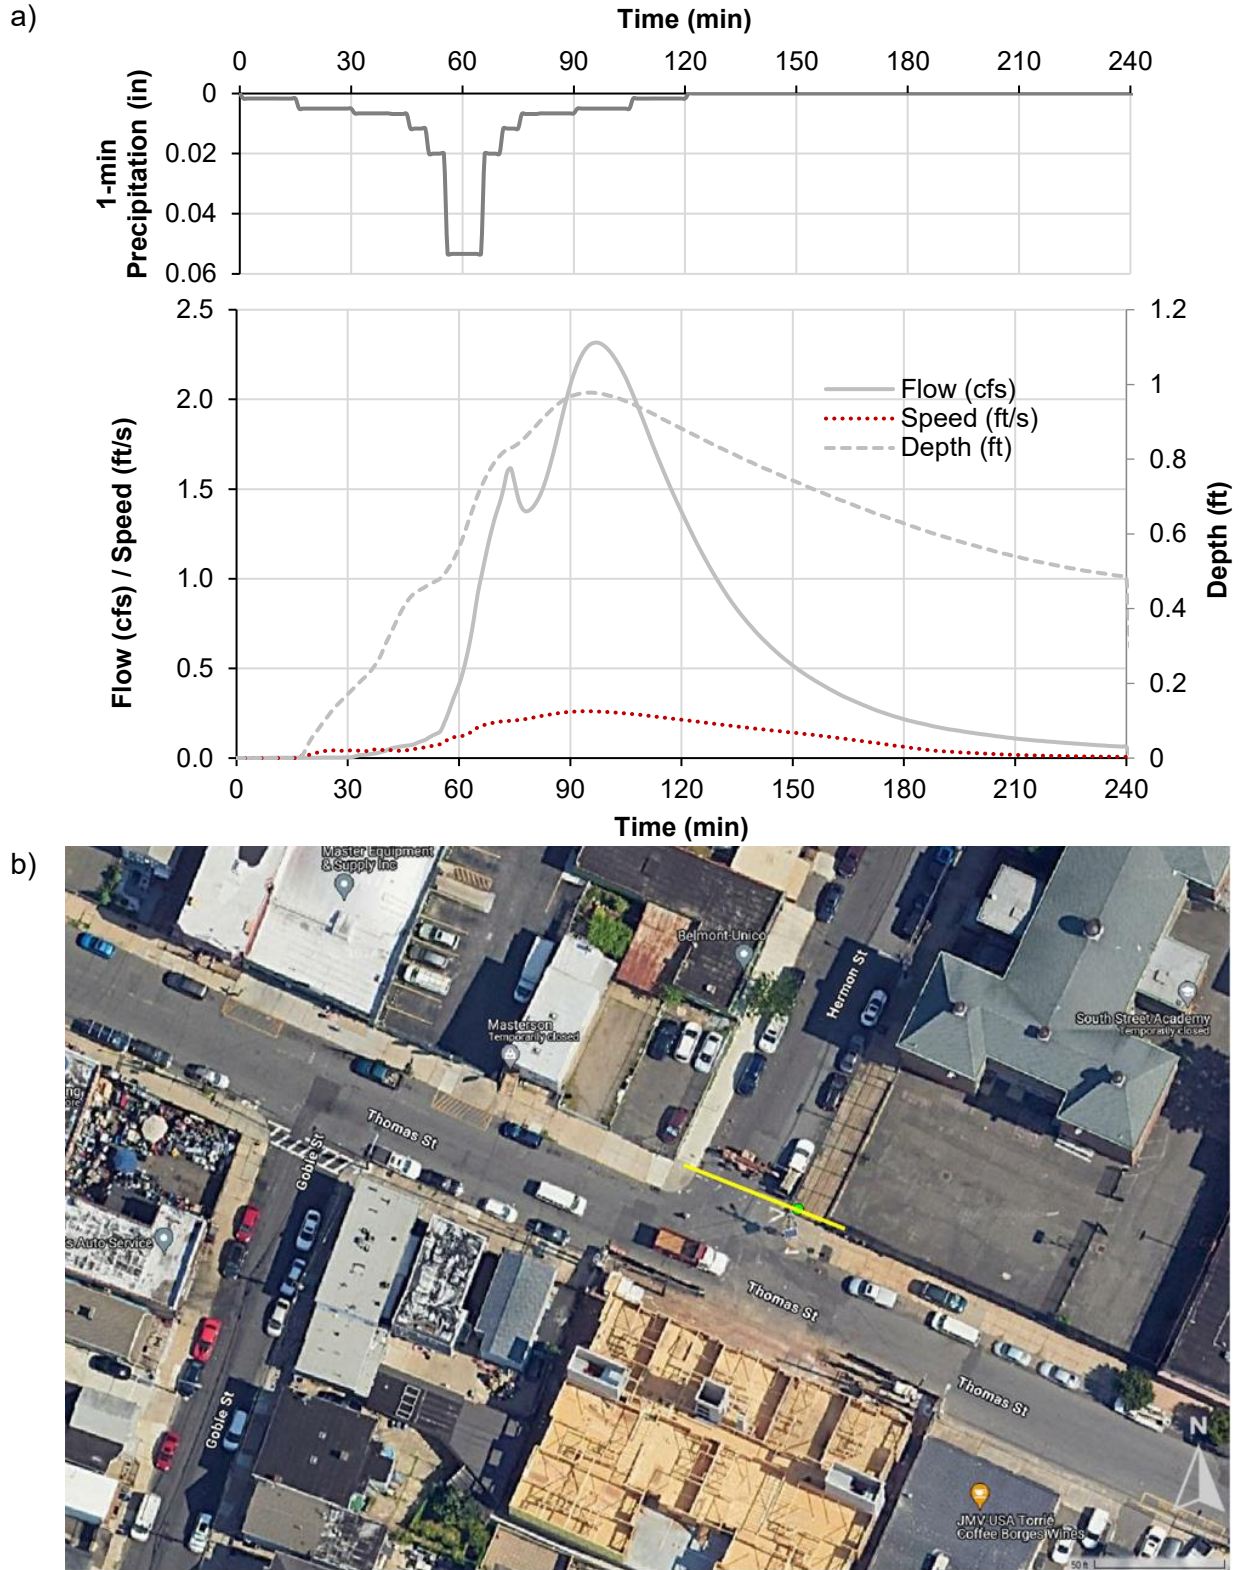 a)
Time (min)
0 30 60 90 120 150 180 210 240
1-min
Precipitation (in)
0
0.02
0.04
0.06
2.5
2.0
1.5
1.0
0.5
0.0
Flow (cfs) / Speed (ft/s)
Flow (cfs)
Speed (ft/s)
Depth (ft)
1.2
1
0.8
0.6
0.4
0.2
0
Depth (ft)
0 30 60 90 120 150 180 210 240
Time (min)
b)
Master Equipment
& Supply Inc
Belmont-Unico
Hermon St
South Street Academy
Temporarily closed
Masterson
Temporarily closed
Thomas St
Goble St
s Auto Service
Thomas St
Thomas St
Goble St
N
JMV USA Torrié
Coffee Borges Wines
50 ft